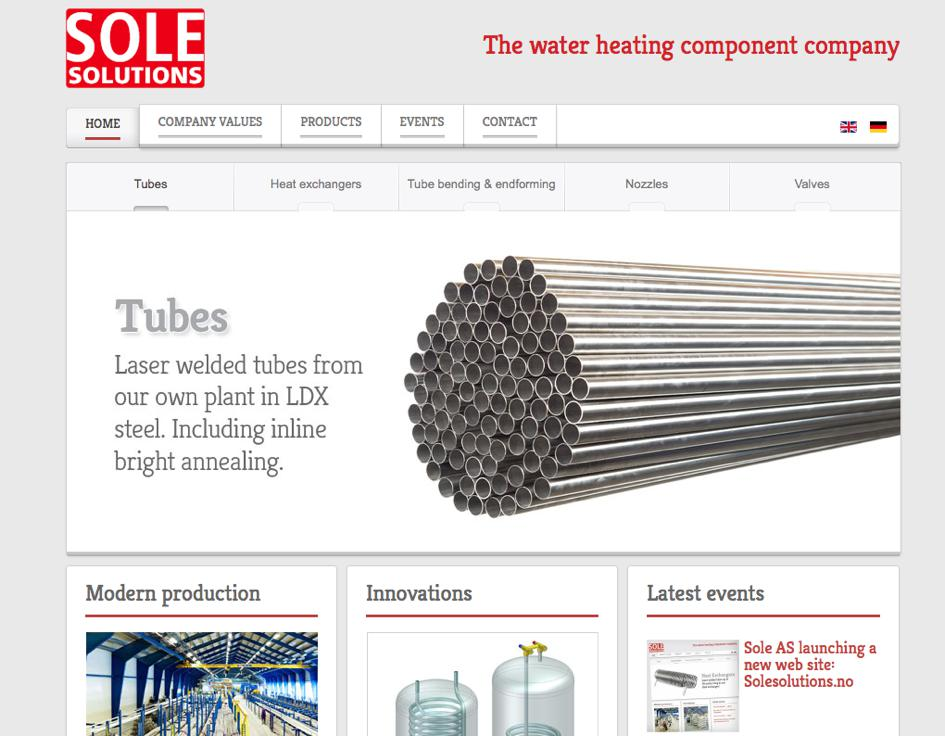 SOLE
SOLUTIONS
The water heating component company
HOME
COMPANY VALUES
PRODUCTS
EVENTS
CONTACT
Tubes
Heat exchangers
Tube bending & endforming
Nozzles
Valves
Tubes
Laser welded tubes from
our own plant in LDX
steel. Including inline
bright annealing.
Modern production
Innovations
Latest events
SOLE
Sole AS launching a
new web site:
Solesolutions.no